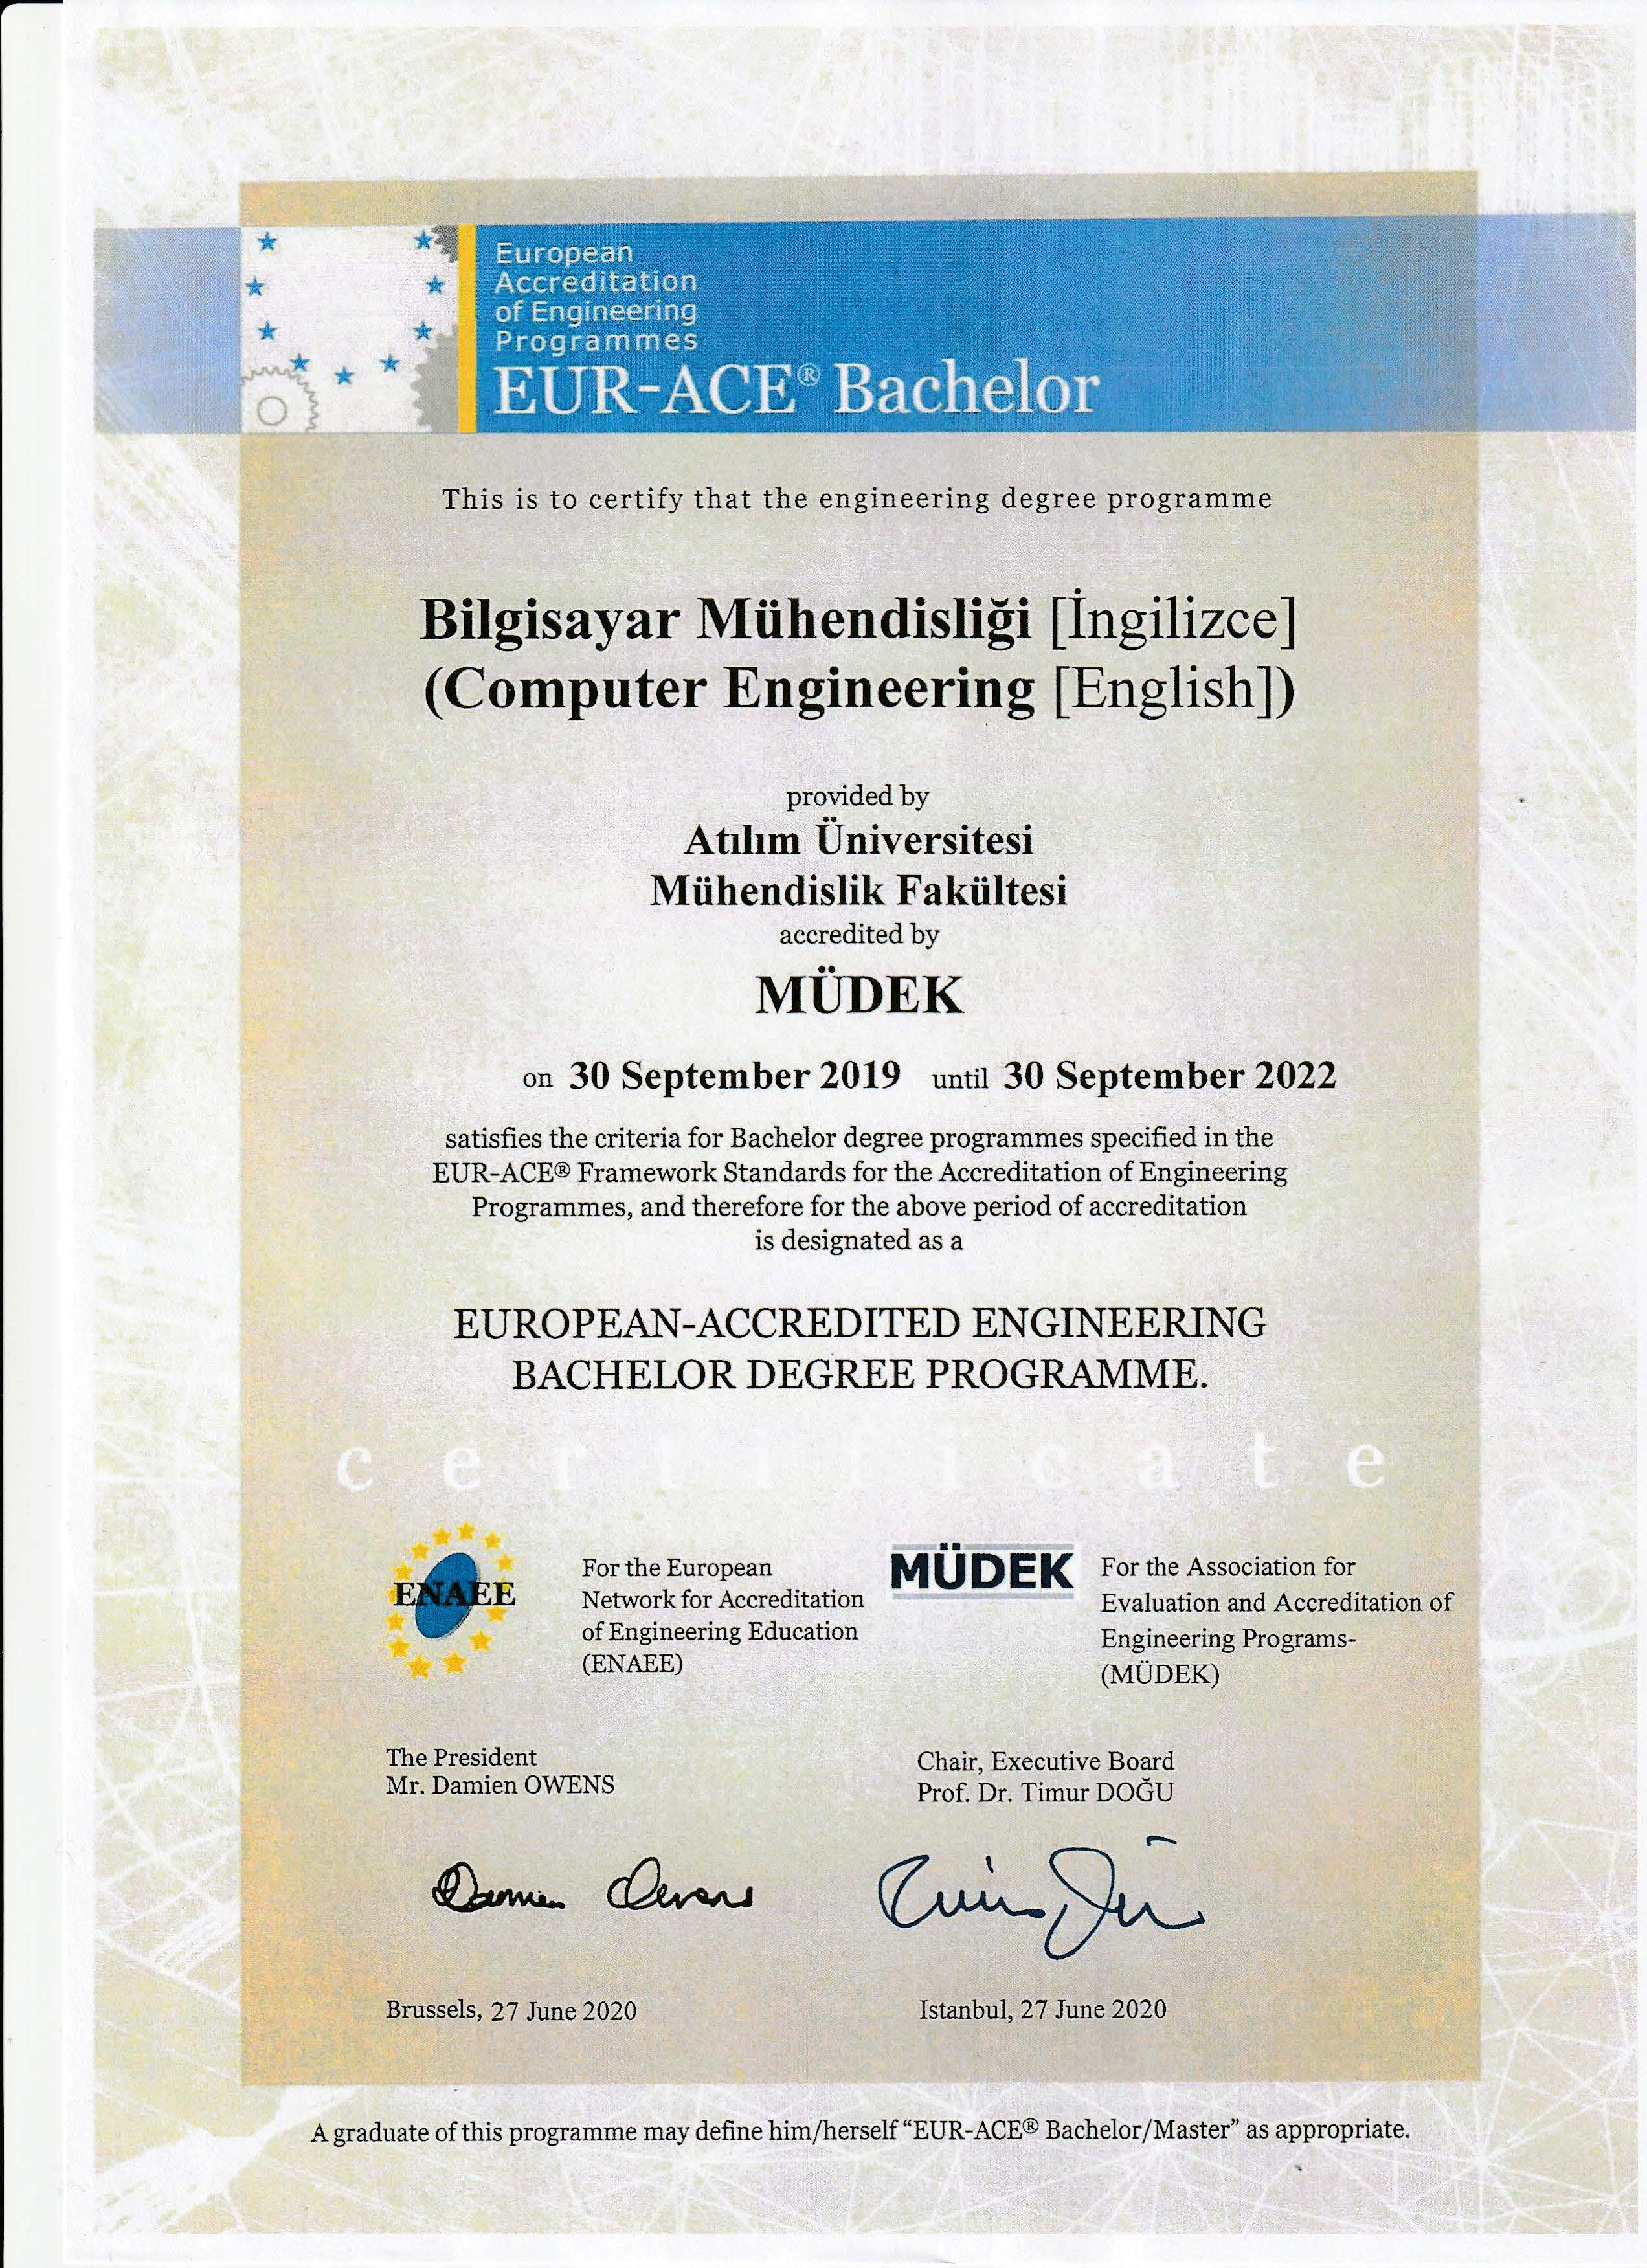 European
Accreditation
of Engineering
Programmes
EUR-ACE® Bachelor
This is to certify that the engineering degree programme
Bilgisayar Mühendisliği [İngilizce]
(Computer Engineering [English])
provided by
Atılım Üniversitesi
Mühendislik Fakültesi
accredited by
MÜDEK
on 30 September 2019 until 30 September 2022
satisfies the criteria for Bachelor degree programmes specified in the
EUR-ACE® Framework Standards for the Accreditation of Engineering
Programmes, and therefore for the above period of accreditation
is designated as a
EUROPEAN-ACCREDITED ENGINEERING
BACHELOR DEGREE PROGRAMME.
certificate
ENAEE
For the European
Network for Accreditation
of Engineering Education
(ENAEE)
MÜDEK
For the Association for
Evaluation and Accreditation of
Engineering Programs-
(MÜDEK)
The President
Mr. Damien OWENS
Chair, Executive Board
Prof. Dr. Timur DOĞU
Damien Owens
Brussels, 27 June 2020
Istanbul, 27 June 2020
A graduate of this programme may define him/herself “EUR-ACE® Bachelor/Master” as appropriate.